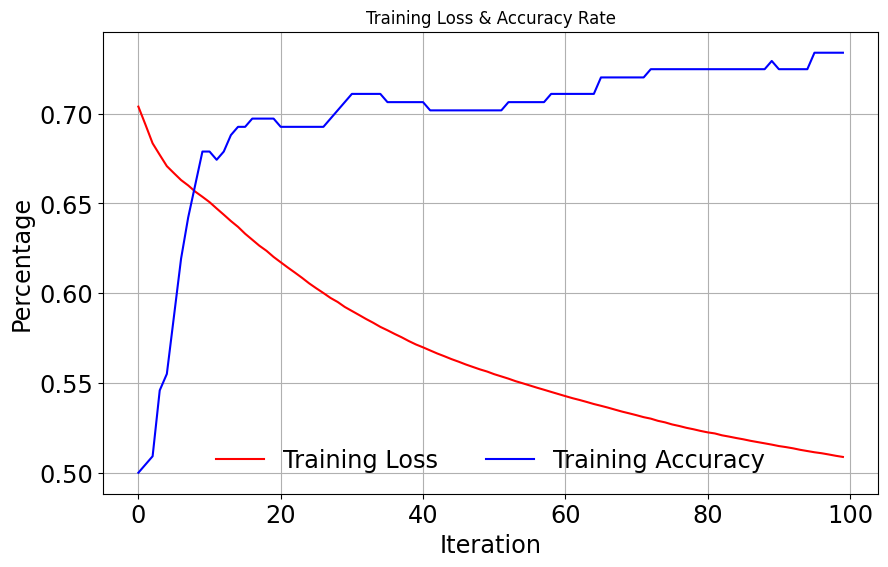 Training Loss & Accuracy Rate
Percentage
0.70
0.65
0.60
0.55
0.50
Training Loss
Training Accuracy
0 20 40 60 80 100
Iteration